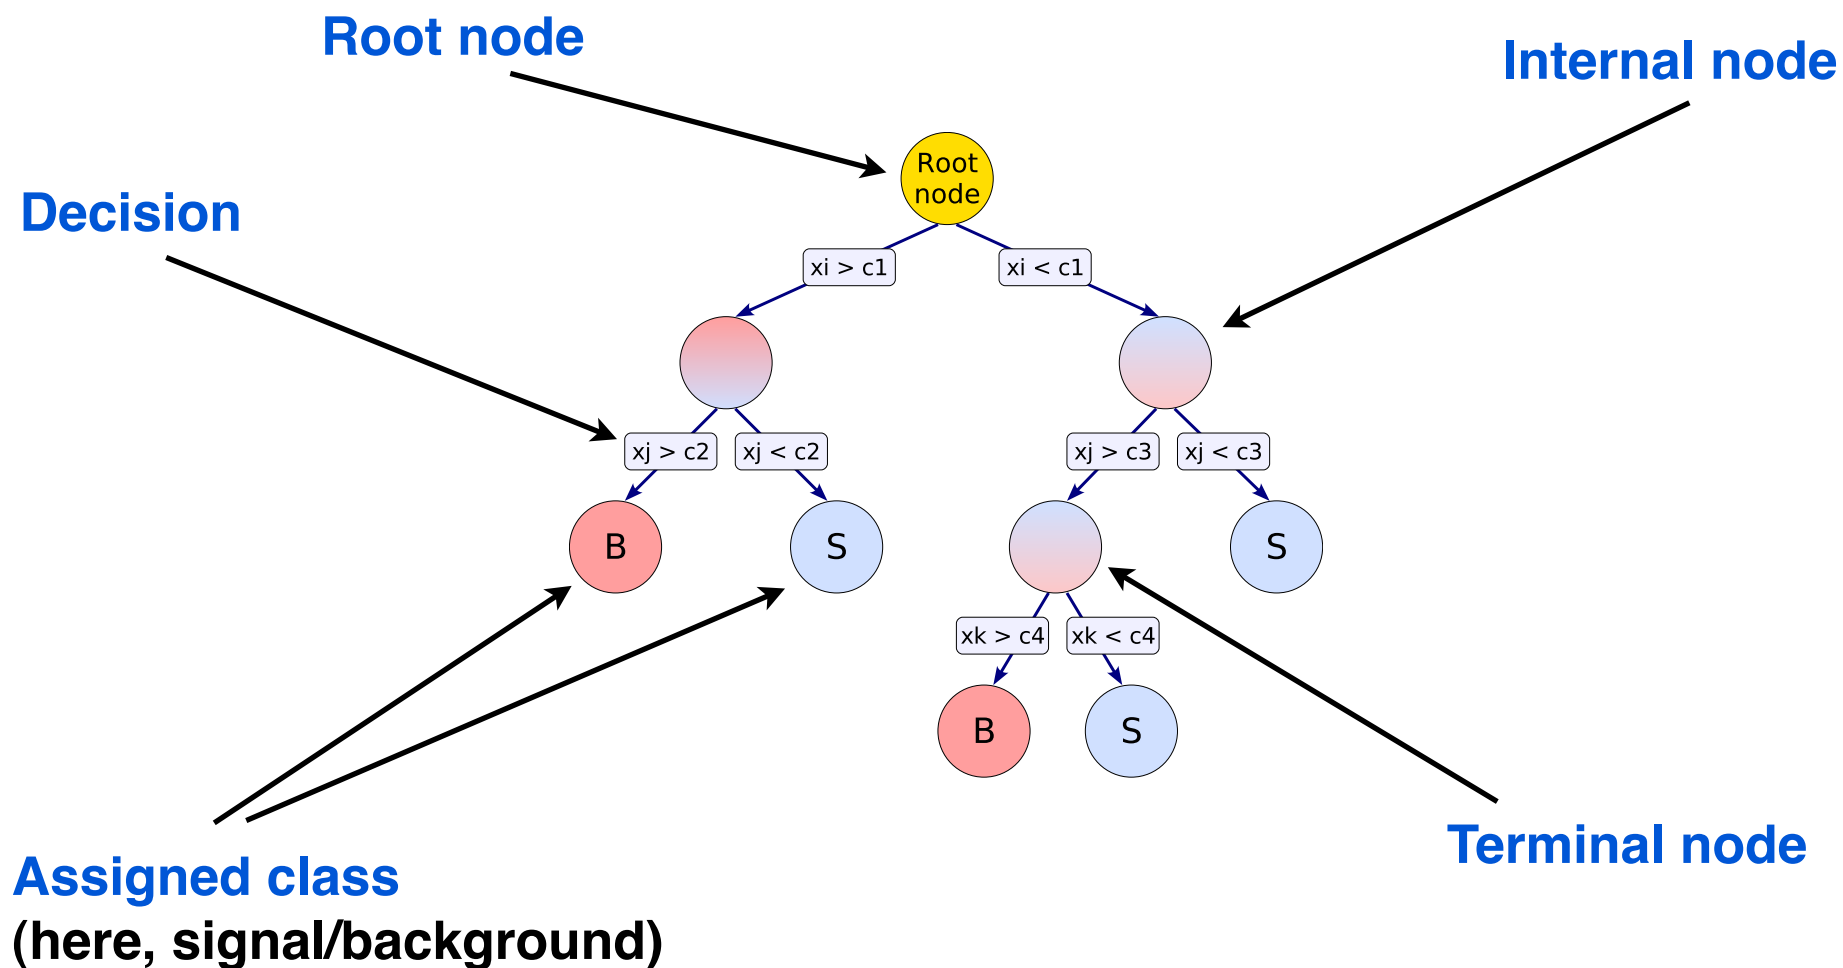 Root node
Internal node
Root
node
Decision
xi > c1
xi < c1
xj > c2
xj < c2
xj > c3
xj < c3
B
S
S
xk > c4
xk < c4
B
S
Terminal node
Assigned class
(here, signal/background)